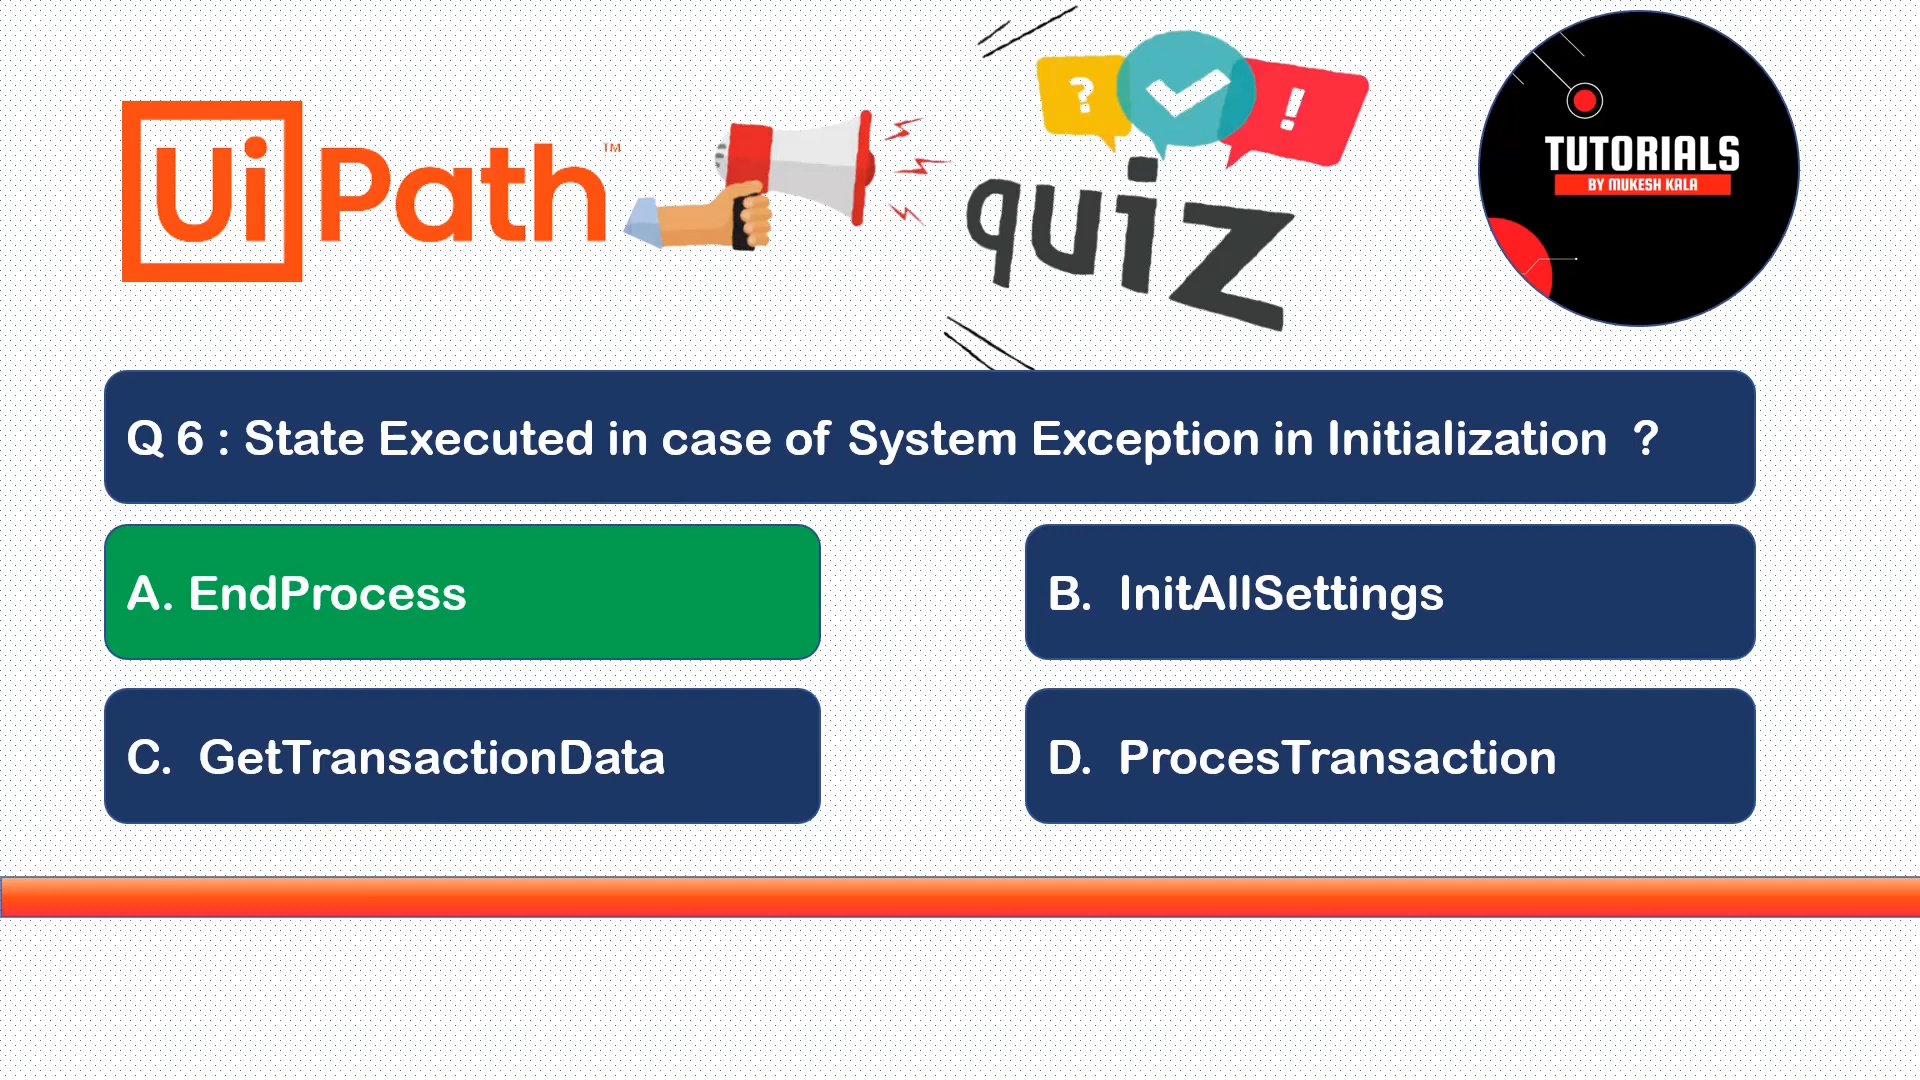 UiPath™
? !
quiz
TUTORIALS
BY MUKESH KALA
Q 6 : State Executed in case of System Exception in Initialization ?
A. EndProcess
B. InitAllSettings
C. GetTransactionData
D. ProcesTransaction